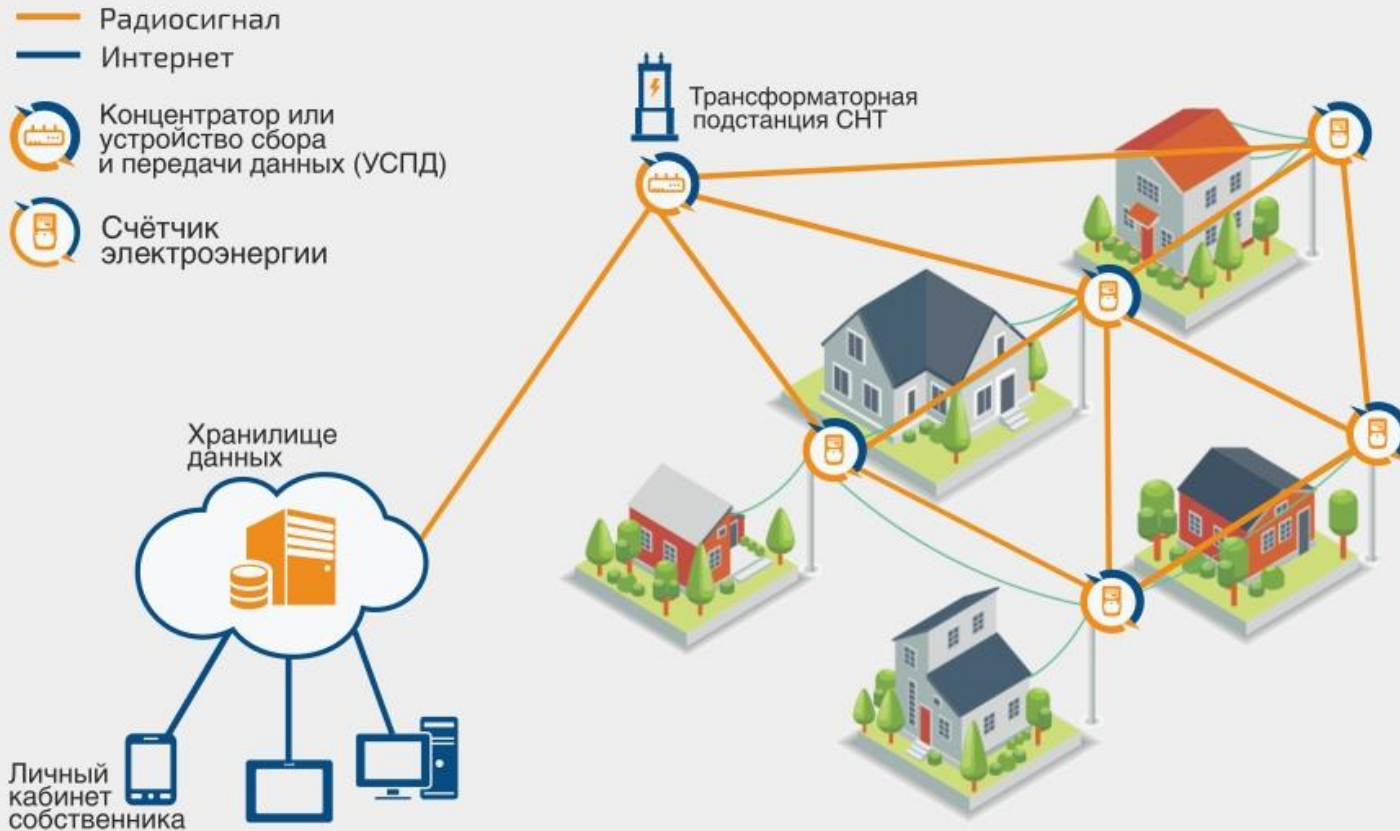 Радиосигнал
Интернет
Концентратор или
устройство сбора
и передачи данных (УСПД)
Счётчик
электроэнергии
Трансформаторная
подстанция СНТ
Хранилище
данных
Личный
кабинет
собственника